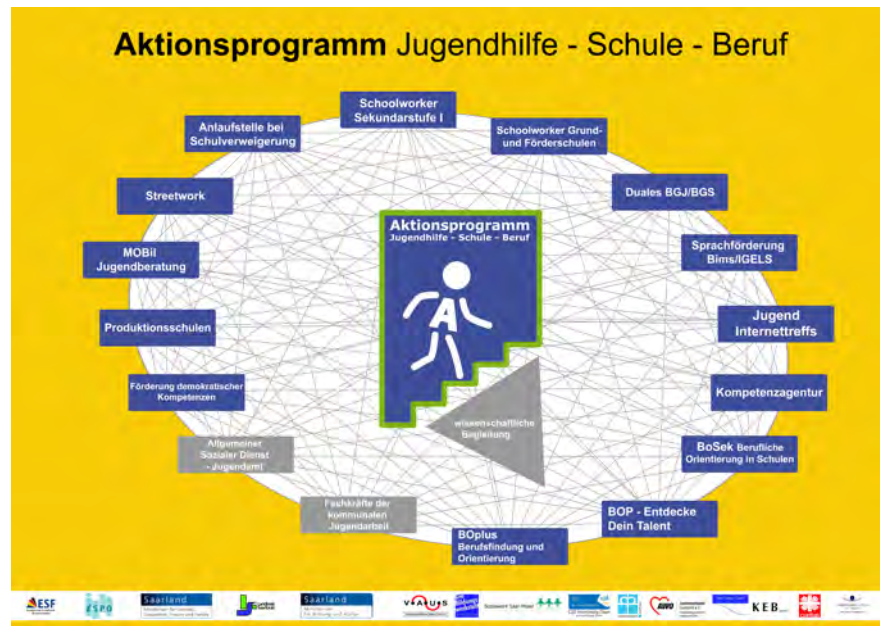 Aktionsprogramm Jugendhilfe - Schule - Beruf
Schoolworker
Sekundarstufe I
Anlaufstelle bei
Schulverweigerung
Schoolworker Grund-
und Förderschulen
Streetwork
Duales BGJ/BGS
MOBil
Jugendberatung
Sprachförderung
Bims/IGELS
Aktionsprogramm
Jugendhilfe - Schule - Beruf
A
Produktionsschulen
Jugend
Internettreffs
Förderung demokratischer
Kompetenzen
Kompetenzagentur
wissenschaftliche
Begleitung
Allgemeiner
Sozialer Dienst
- Jugendamt
BoSek Berufliche
Orientierung in Schulen
Fachkräfte der
kommunalen
Jugendarbeit
BOP - Entdecke
Dein Talent
BOplus
Berufsfindung und
Orientierung
ESF
Saarland
Saarland
VAUS
AWO
KEB